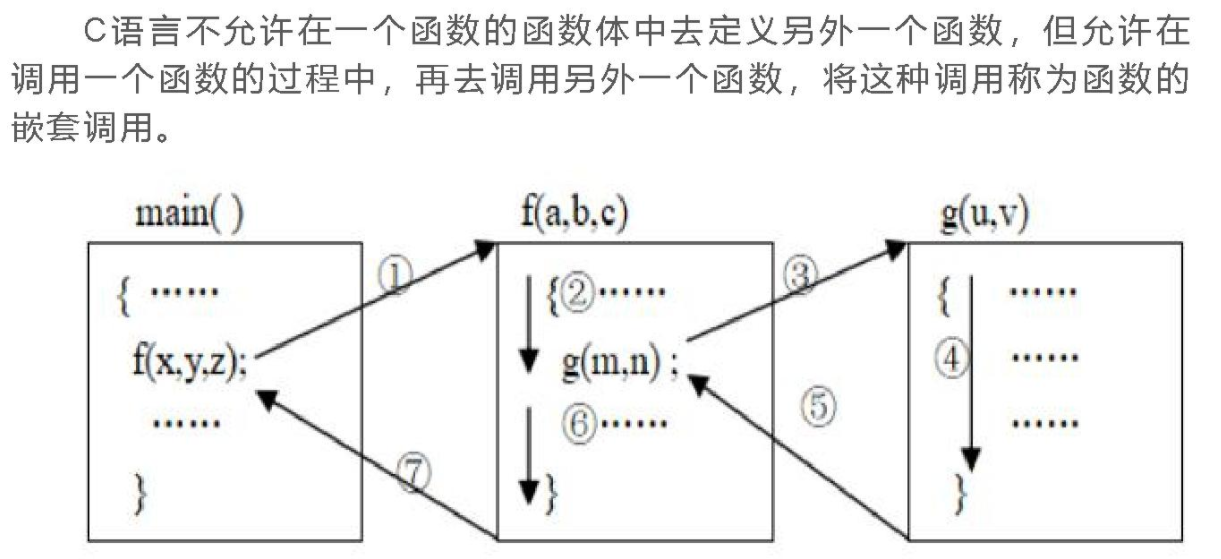 C语言不允许在一个函数的函数体中去定义另外一个函数，但允许在
调用一个函数的过程中，再去调用另外一个函数，将这种调用称为函数的
嵌套调用。
main( )
f(a,b,c)
g(u,v)
{ ……
①
{②……
③
{ ……
f(x,y,z);
g(m,n) ;
④ ……
……
⑥……
⑤
……
}
⑦
}
}